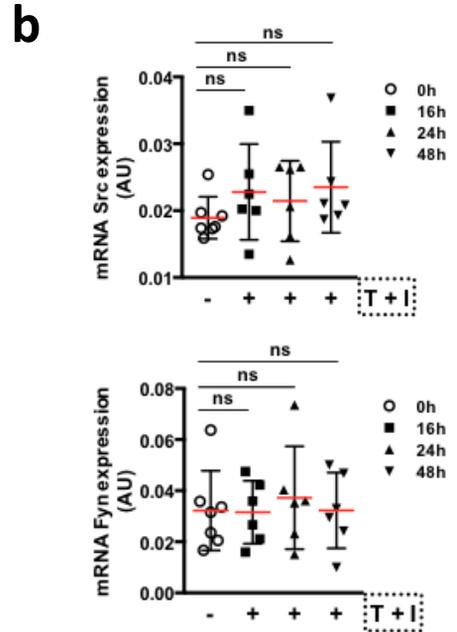 b
ns
ns
ns
mRNA Src expression
(AU)
0.04
0.03
0.02
0.01
0h
16h
24h
48h
- + + + T + I
ns
ns
ns
mRNA Fyn expression
(AU)
0.08
0.06
0.04
0.02
0.00
0h
16h
24h
48h
- + + + T + I